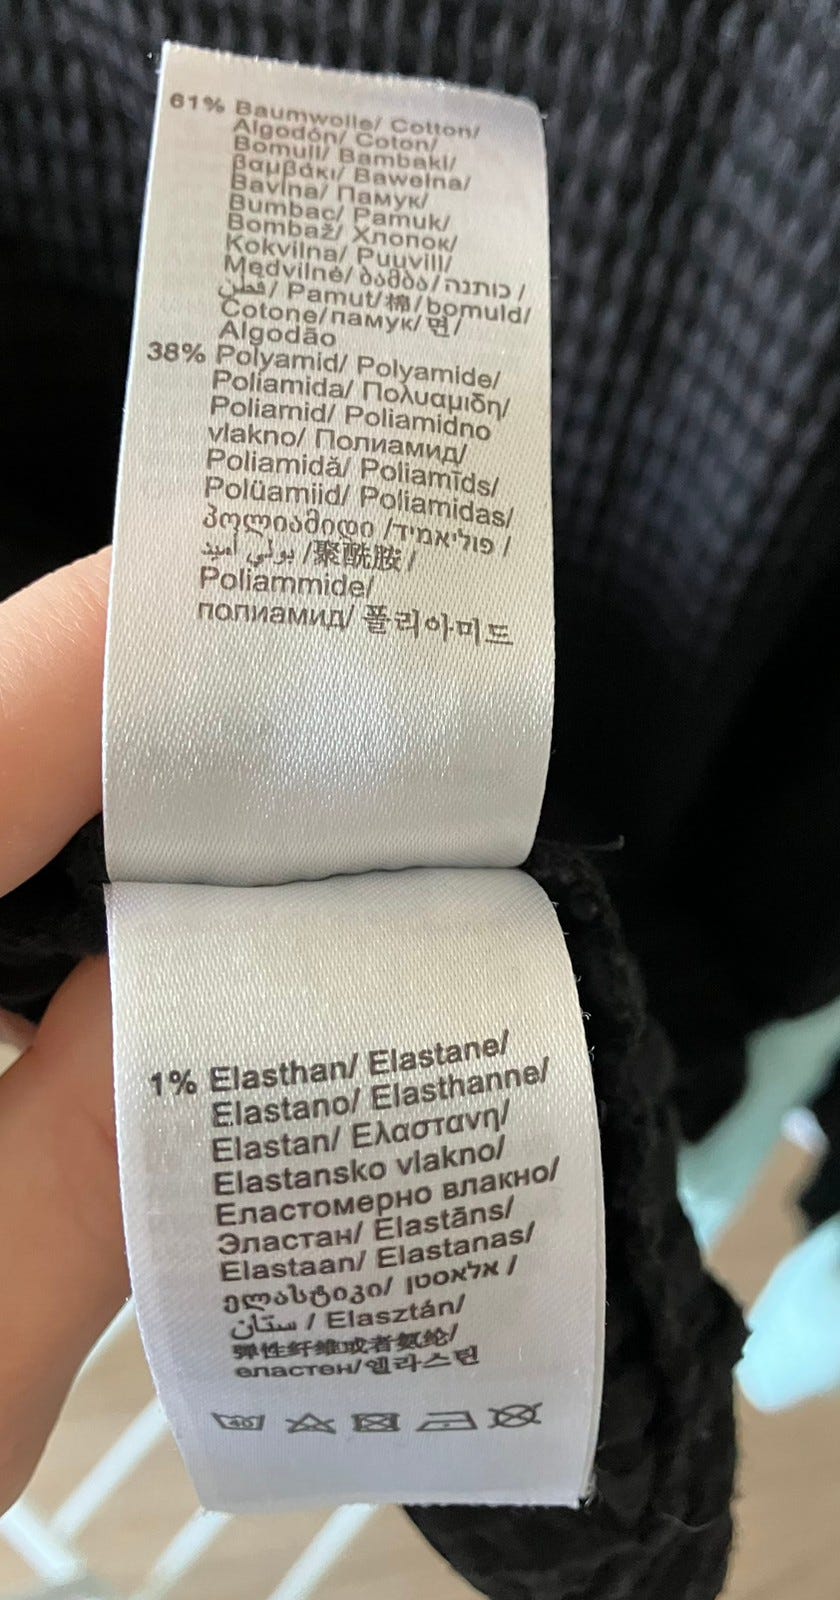 61% Baumwolle/ Cotton/
Algodón/ Coton/
Bomull/ Bambaki/
βαμβάκι/ Bawełna/
Bavlna/ Памук/
Bumbac/ Pamuk/
Bombaž/ Хлопок/
Kokvilna/ Puuvill/
Medvilnė/ ბამბა/ כותנה /
قطن/ Pamut/棉/bomuld/
Cotone/памук/면/
Algodão
38% Polyamid/ Polyamide/
Poliamida/ Πολυαμιδη/
Poliamid/ Poliamidno
vlakno/ Полиамид/
Poliamidă/ Poliamīds/
Polüamiid/ Poliamidas/
პოლიამიდი /פוליאמיד /
بولي أميد /聚酰胺/
Poliammide/
полиамид/ 폴리아미드
1% Elasthan/ Elastane/
Elastano/ Elasthanne/
Elastan/ Ελαστανη/
Elastansko vlakno/
Еластомерно влакно/
Эластан/ Elastāns/
Elastaan/ Elastanas/
ელასტიკი/ אלאסטן /
ستان / Elasztán/
弹性纤维或者氨纶/
еластен/엘라스틴
40